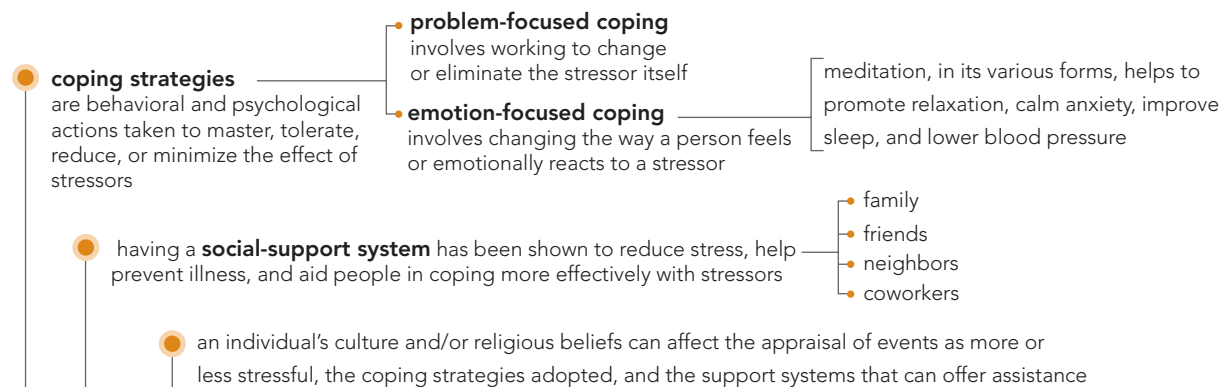 coping strategies
are behavioral and psychological
actions taken to master, tolerate,
reduce, or minimize the effect of
stressors
problem-focused coping
involves working to change
or eliminate the stressor itself
emotion-focused coping
involves changing the way a person feels
or emotionally reacts to a stressor
meditation, in its various forms, helps to
promote relaxation, calm anxiety, improve
sleep, and lower blood pressure
having a social-support system has been shown to reduce stress, help
prevent illness, and aid people in coping more effectively with stressors
family
friends
neighbors
coworkers
an individual’s culture and/or religious beliefs can affect the appraisal of events as more or
less stressful, the coping strategies adopted, and the support systems that can offer assistance